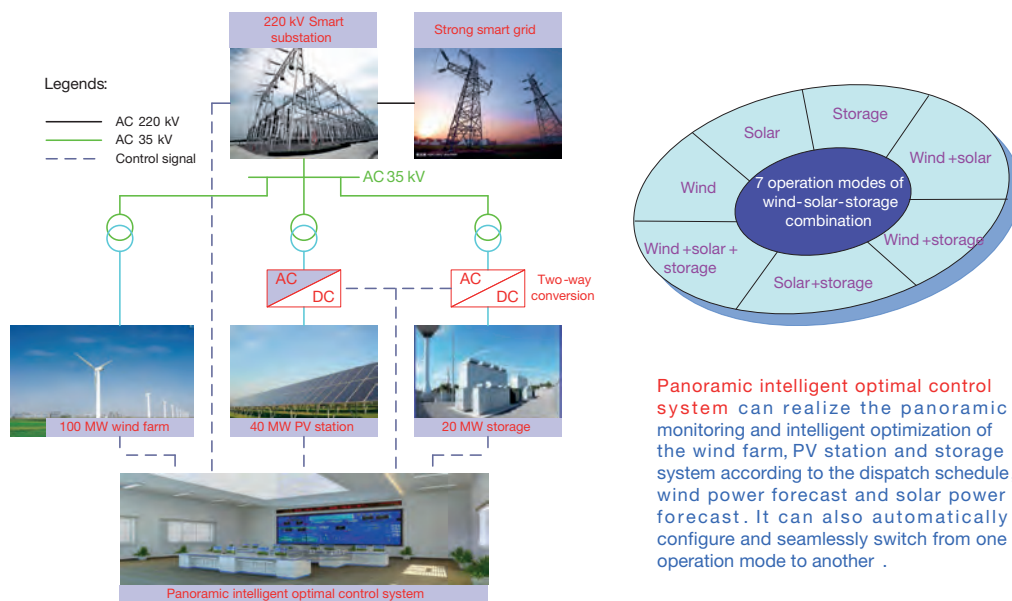 220 kV Smart
substation
Strong smart grid
Legends:
AC 220 kV
AC 35 kV
Control signal
AC 35 kV
AC
DC
AC
DC
Two-way
conversion
100 MW wind farm
40 MW PV station
20 MW storage
Panoramic intelligent optimal control system
Storage
Solar
Wind+solar
Wind
7 operation modes of
wind-solar-storage
combination
Wind+storage
Wind+solar+
storage
Solar+storage
Panoramic intelligent optimal control
system can realize the panoramic
monitoring and intelligent optimization of
the wind farm, PV station and storage
system according to the dispatch schedule
wind power forecast and solar power
forecast. It can also automatically
configure and seamlessly switch from one
operation mode to another .